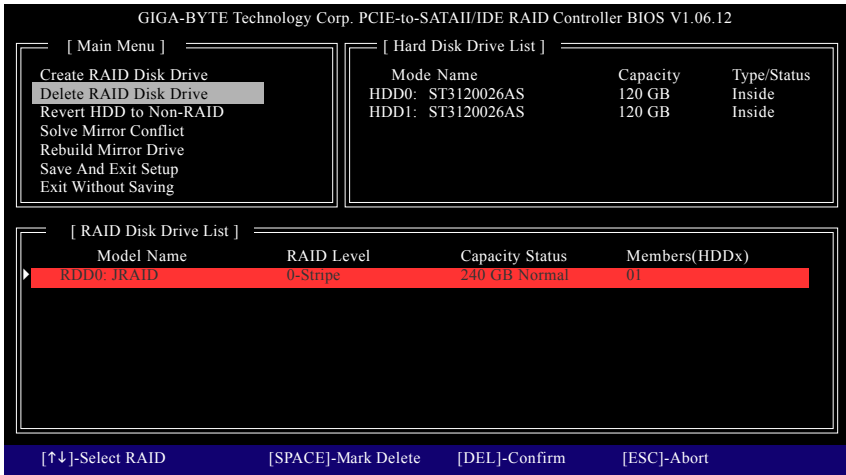 GIGA-BYTE Technology Corp. PCIE-to-SATAII/IDE RAID Controller BIOS V1.06.12
[ Main Menu ]
Create RAID Disk Drive
Delete RAID Disk Drive
Revert HDD to Non-RAID
Solve Mirror Conflict
Rebuild Mirror Drive
Save And Exit Setup
Exit Without Saving
[ Hard Disk Drive List ]
Mode Name Capacity Type/Status
HDD0: ST3120026AS 120 GB Inside
HDD1: ST3120026AS 120 GB Inside
[ RAID Disk Drive List ]
Model Name RAID Level Capacity Status Members(HDDx)
RDD0: JRAID 0-Stripe 240 GB Normal 01
[↑↓]-Select RAID [SPACE]-Mark Delete [DEL]-Confirm [ESC]-Abort